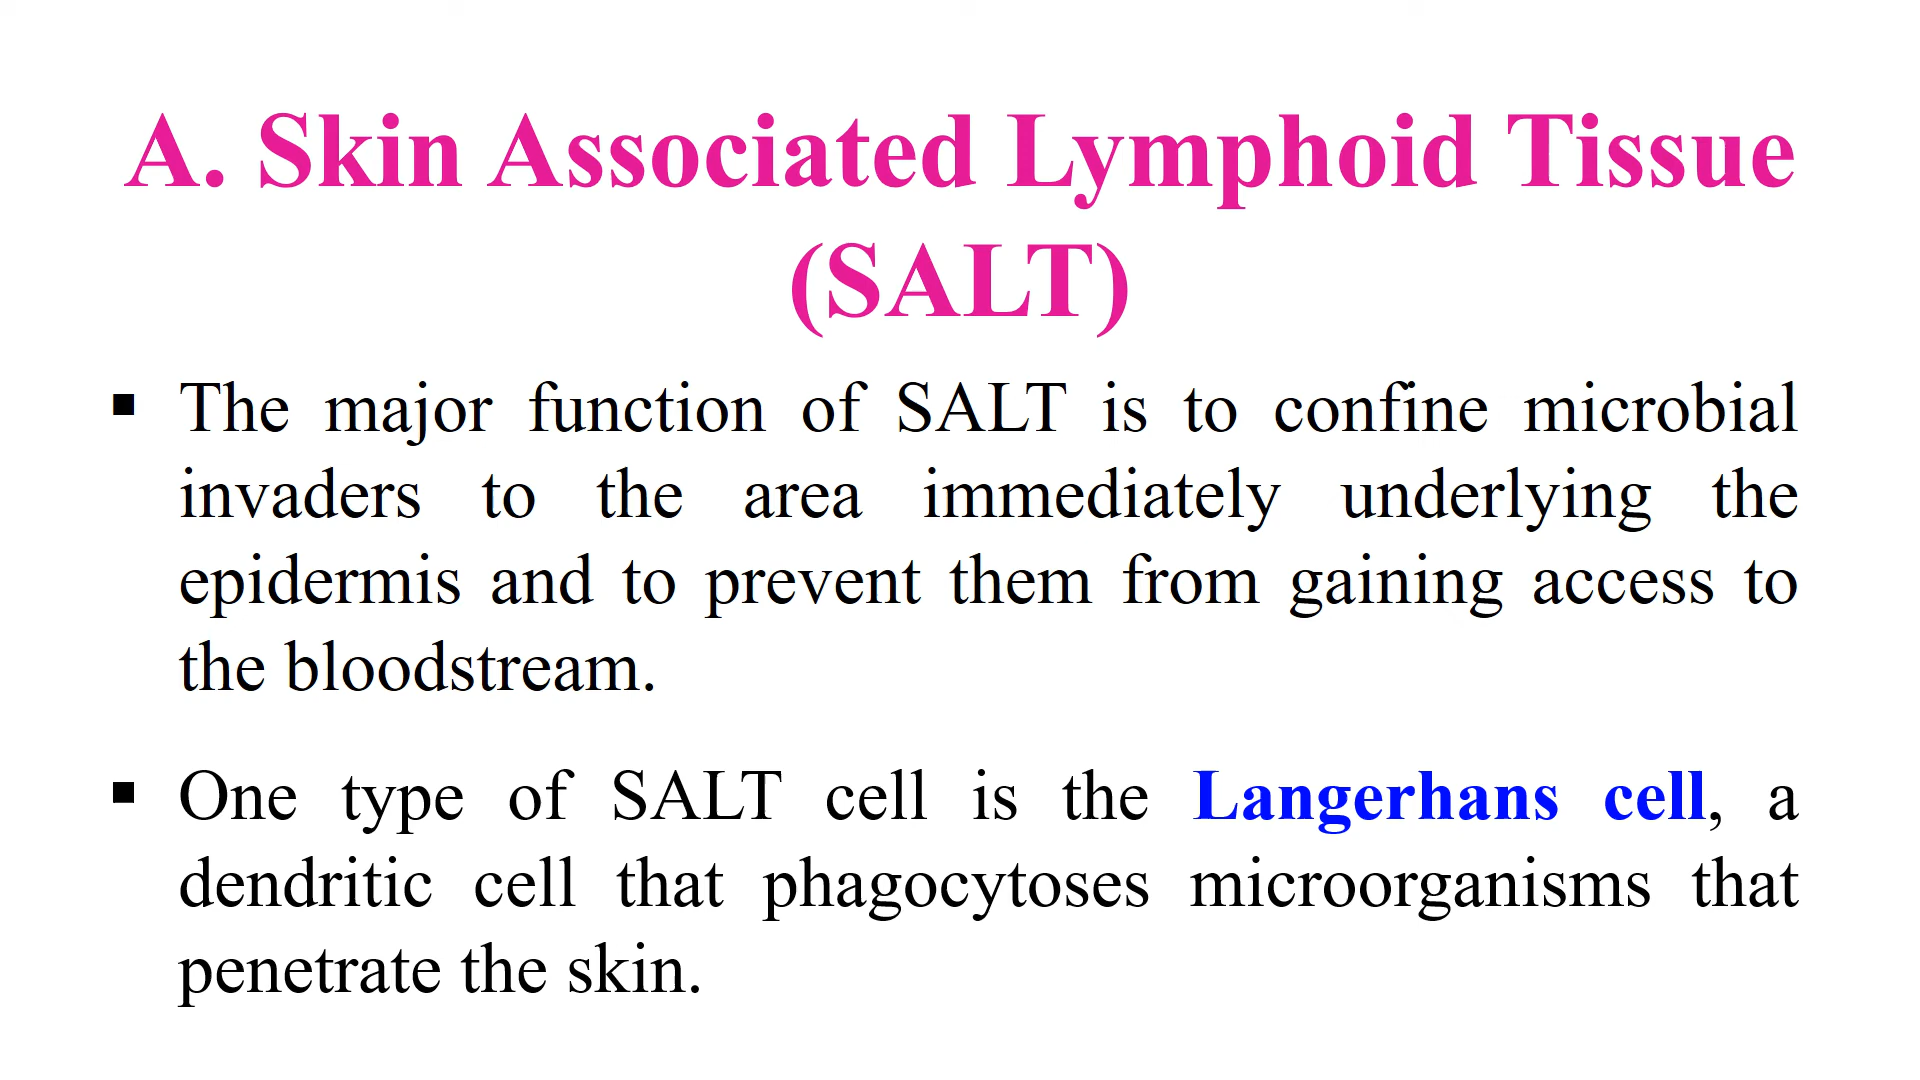 A. Skin Associated Lymphoid Tissue
(SALT)
▪ The major function of SALT is to confine microbial
invaders to the area immediately underlying the
epidermis and to prevent them from gaining access to
the bloodstream.
▪ One type of SALT cell is the Langerhans cell, a
dendritic cell that phagocytoses microorganisms that
penetrate the skin.